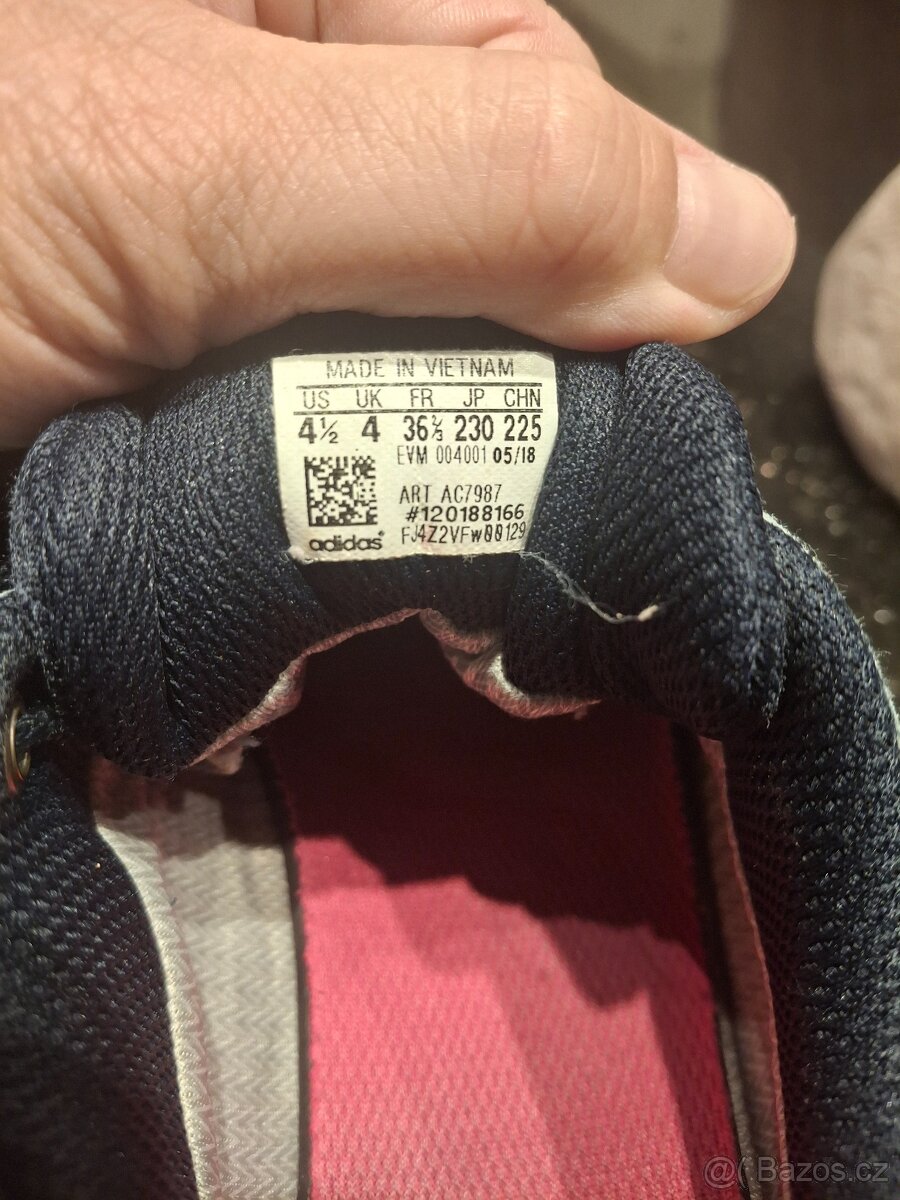 MADE IN VIETNAM
US UK FR JP CHN
4½ 4 36⅔ 230 225
EVM 004001 05/18
ART AC7987
#120188166
adidas® FJ4Z2VFW00129
@( Bazos.cz